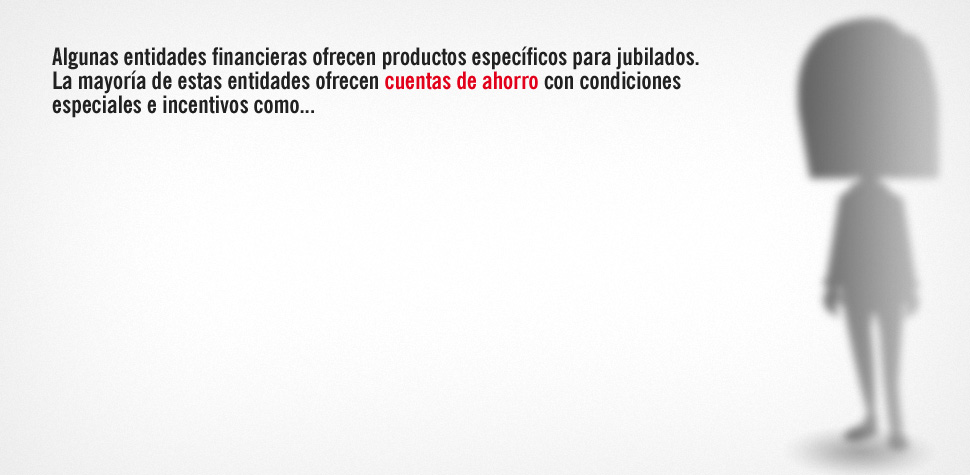 Algunas entidades financieras ofrecen productos específicos para jubilados.
La mayoría de estas entidades ofrecen cuentas de ahorro con condiciones
especiales e incentivos como...